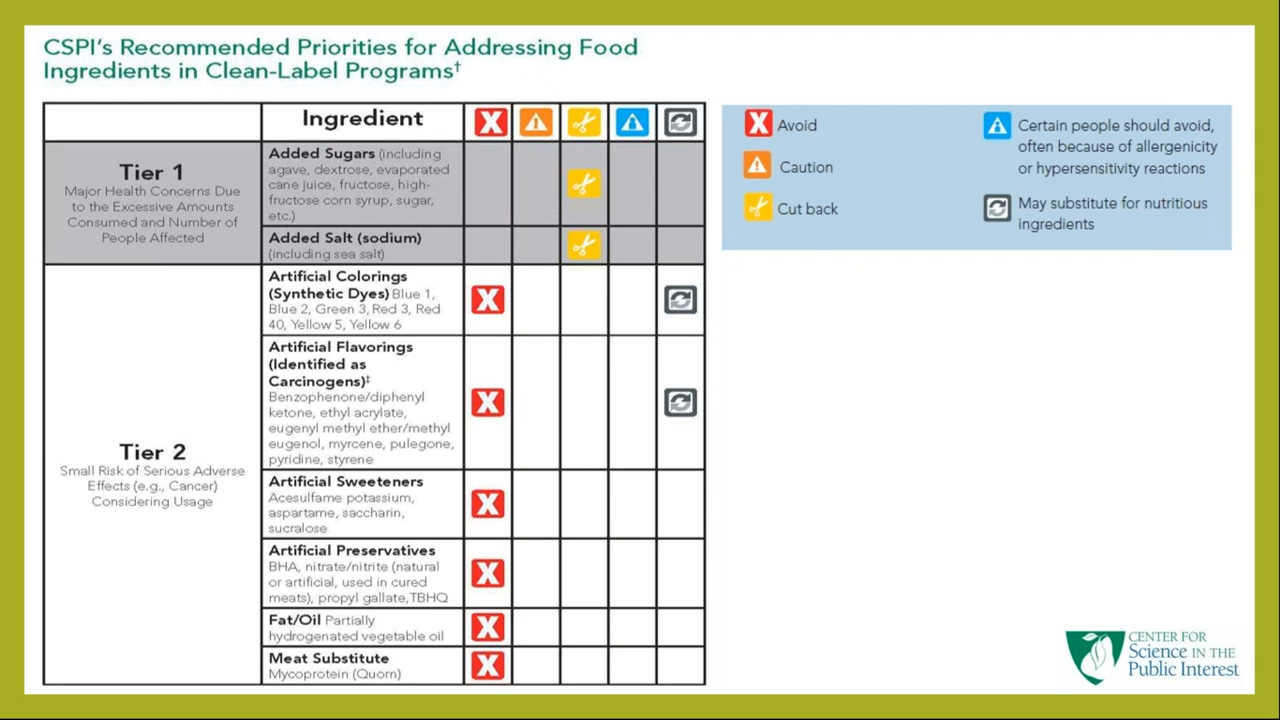 CSPI's Recommended Priorities for Addressing Food
Ingredients in Clean-Label Programs†
Ingredient
Tier 1
Major Health Concerns Due
to the Excessive Amounts
Consumed and Number of
People Affected
Added Sugars (including
agave, dextrose, evaporated
cane juice, fructose, high-
fructose corn syrup, sugar,
etc.)
Added Salt (sodium)
(including sea salt)
Tier 2
Small Risk of Serious Adverse
Effects (e.g., Cancer)
Considering Usage
Artificial Colorings
(Synthetic Dyes) Blue 1,
Blue 2, Green 3, Red 3, Red
40, Yellow 5, Yellow 6
Artificial Flavorings
(Identified as
Carcinogens)‡
Benzophenone/diphenyl
ketone, ethyl acrylate,
eugenyl methyl ether/methyl
eugenol, myrcene, pulegone,
pyridine, styrene
Artificial Sweeteners
Acesulfame potassium,
aspartame, saccharin,
sucralose
Artificial Preservatives
BHA, nitrate/nitrite (natural
or artificial, used in cured
meats), propyl gallate, TBHQ
Fat/Oil Partially
hydrogenated vegetable oil
Meat Substitute
Mycoprotein (Quorn)
Avoid
Caution
Cut back
Certain people should avoid,
often because of allergenicity
or hypersensitivity reactions
May substitute for nutritious
ingredients
CENTER FOR
Science IN THE
Public Interest